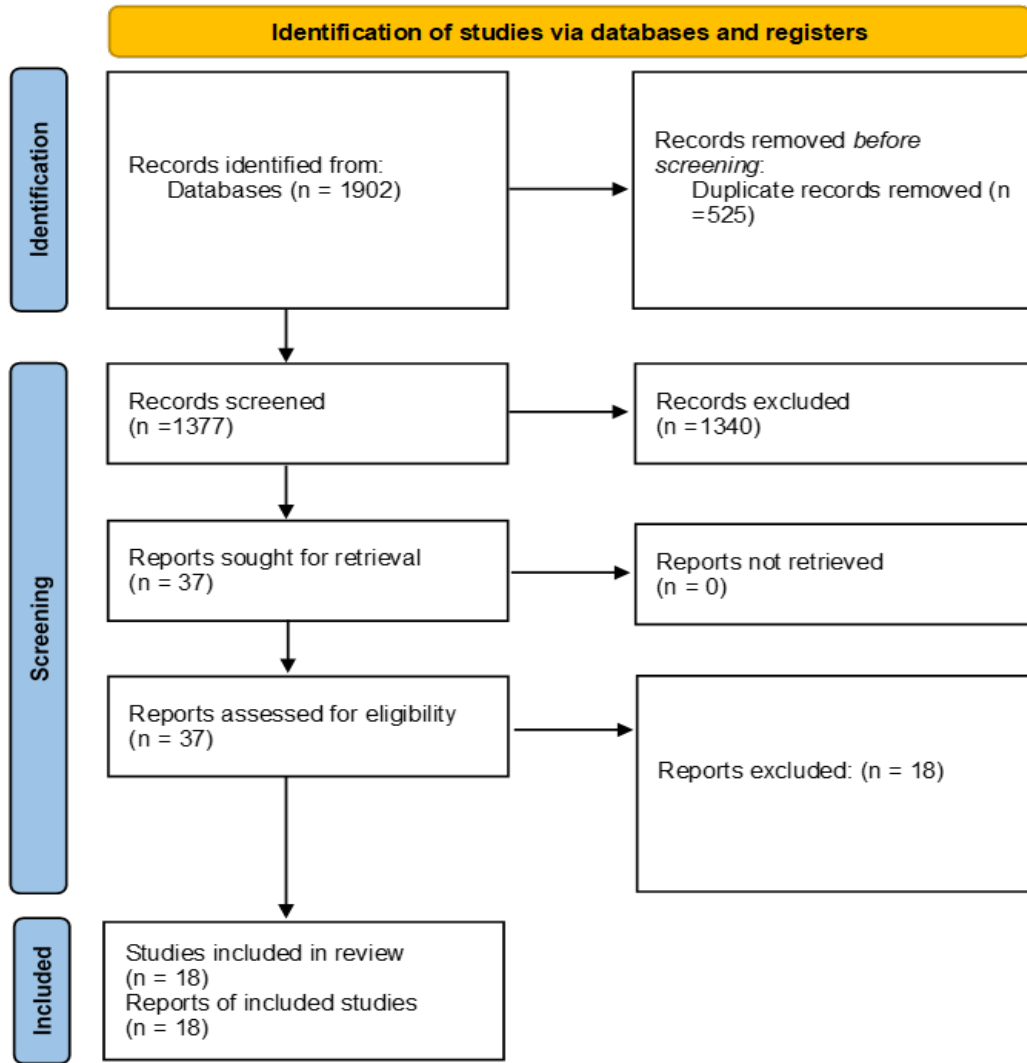 Identification of studies via databases and registers
Identification
Records identified from:
Databases (n = 1902)
Records removed before
screening:
Duplicate records removed (n
=525)
Screening
Records screened
(n =1377)
Records excluded
(n =1340)
Reports sought for retrieval
(n = 37)
Reports not retrieved
(n = 0)
Reports assessed for eligibility
(n = 37)
Reports excluded: (n = 18)
Included
Studies included in review
(n = 18)
Reports of included studies
(n = 18)